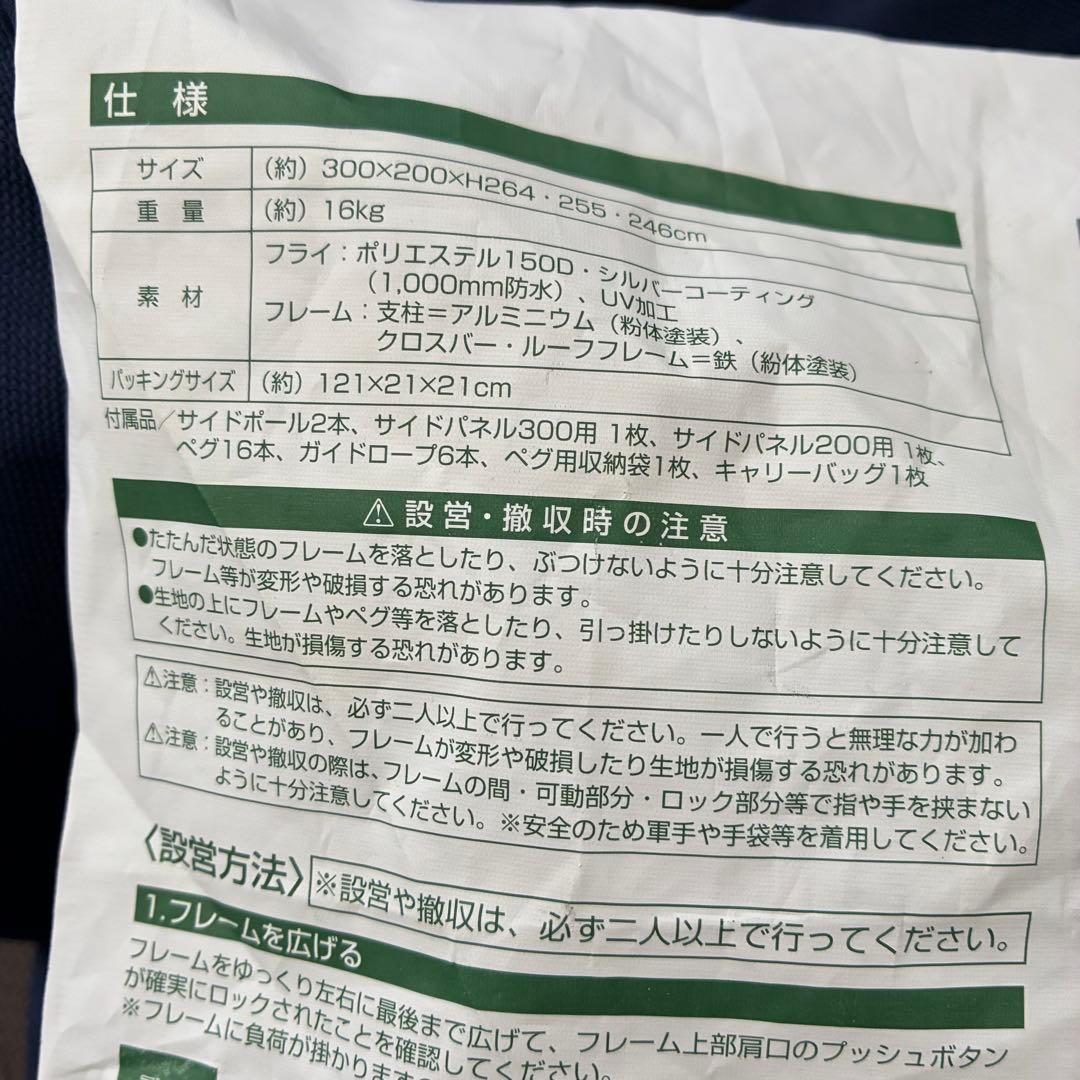 仕様
サイズ (約) 300×200×H264・255・246cm
重量 (約) 16kg
素材 フライ：ポリエステル150D・シルバーコーティング
(1,000mm防水)、UV加工
フレーム：支柱＝アルミニウム（粉体塗装）、
クロスバー・ルーフフレーム＝鉄（紛体塗装）
パッキングサイズ (約) 121×21×21cm
付属品／サイドポール2本、サイドパネル300用 1枚、サイドパネル200用 1枚、
ペグ16本、ガイドロープ6本、ペグ用収納袋1枚、キャリーバッグ1枚
⚠設営・撤収時の注意
●たたんだ状態のフレームを落としたり、ぶつけないように十分注意してください。
フレーム等が変形や破損する恐れがあります。
●生地の上にフレームやペグ等を落としたり、引っ掛けたりしないように十分注意して
ください。生地が損傷する恐れがあります。
⚠注意：設営や撤収は、必ず二人以上で行ってください。一人で行うと無理な力が加わ
ることがあり、フレームが変形や破損したり生地が損傷する恐れがあります。
⚠注意：設営や撤収の際は、フレームの間・可動部分・ロック部分等で指や手を挟まない
ように十分注意してください。※安全のため軍手や手袋等を着用してください。
〈設営方法〉※設営や撤収は、必ず二人以上で行ってください。
1.フレームを広げる
フレームをゆっくり左右に最後まで広げて、フレーム上部肩口のプッシュボタン
が確実にロックされたことを確認してください。
※フレームに負荷が掛かりますの